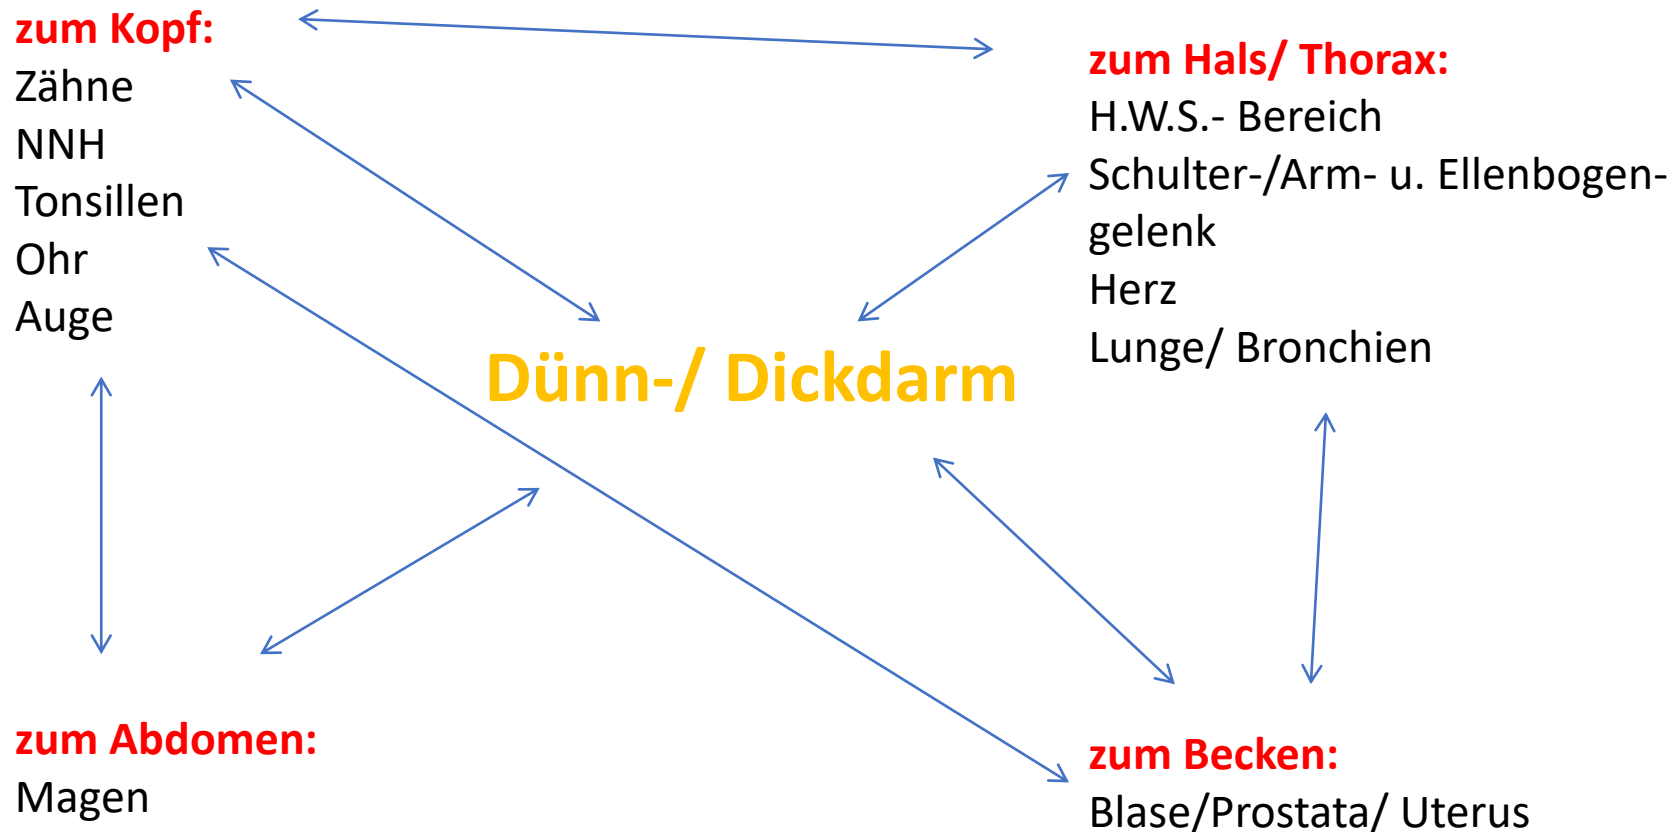 zum Kopf:
Zähne
NNH
Tonsillen
Ohr
Auge
zum Hals/ Thorax:
H.W.S.- Bereich
Schulter-/Arm- u. Ellenbogen-
gelenk
Herz
Lunge/ Bronchien
Dünn-/ Dickdarm
zum Abdomen:
Magen
zum Becken:
Blase/Prostata/ Uterus